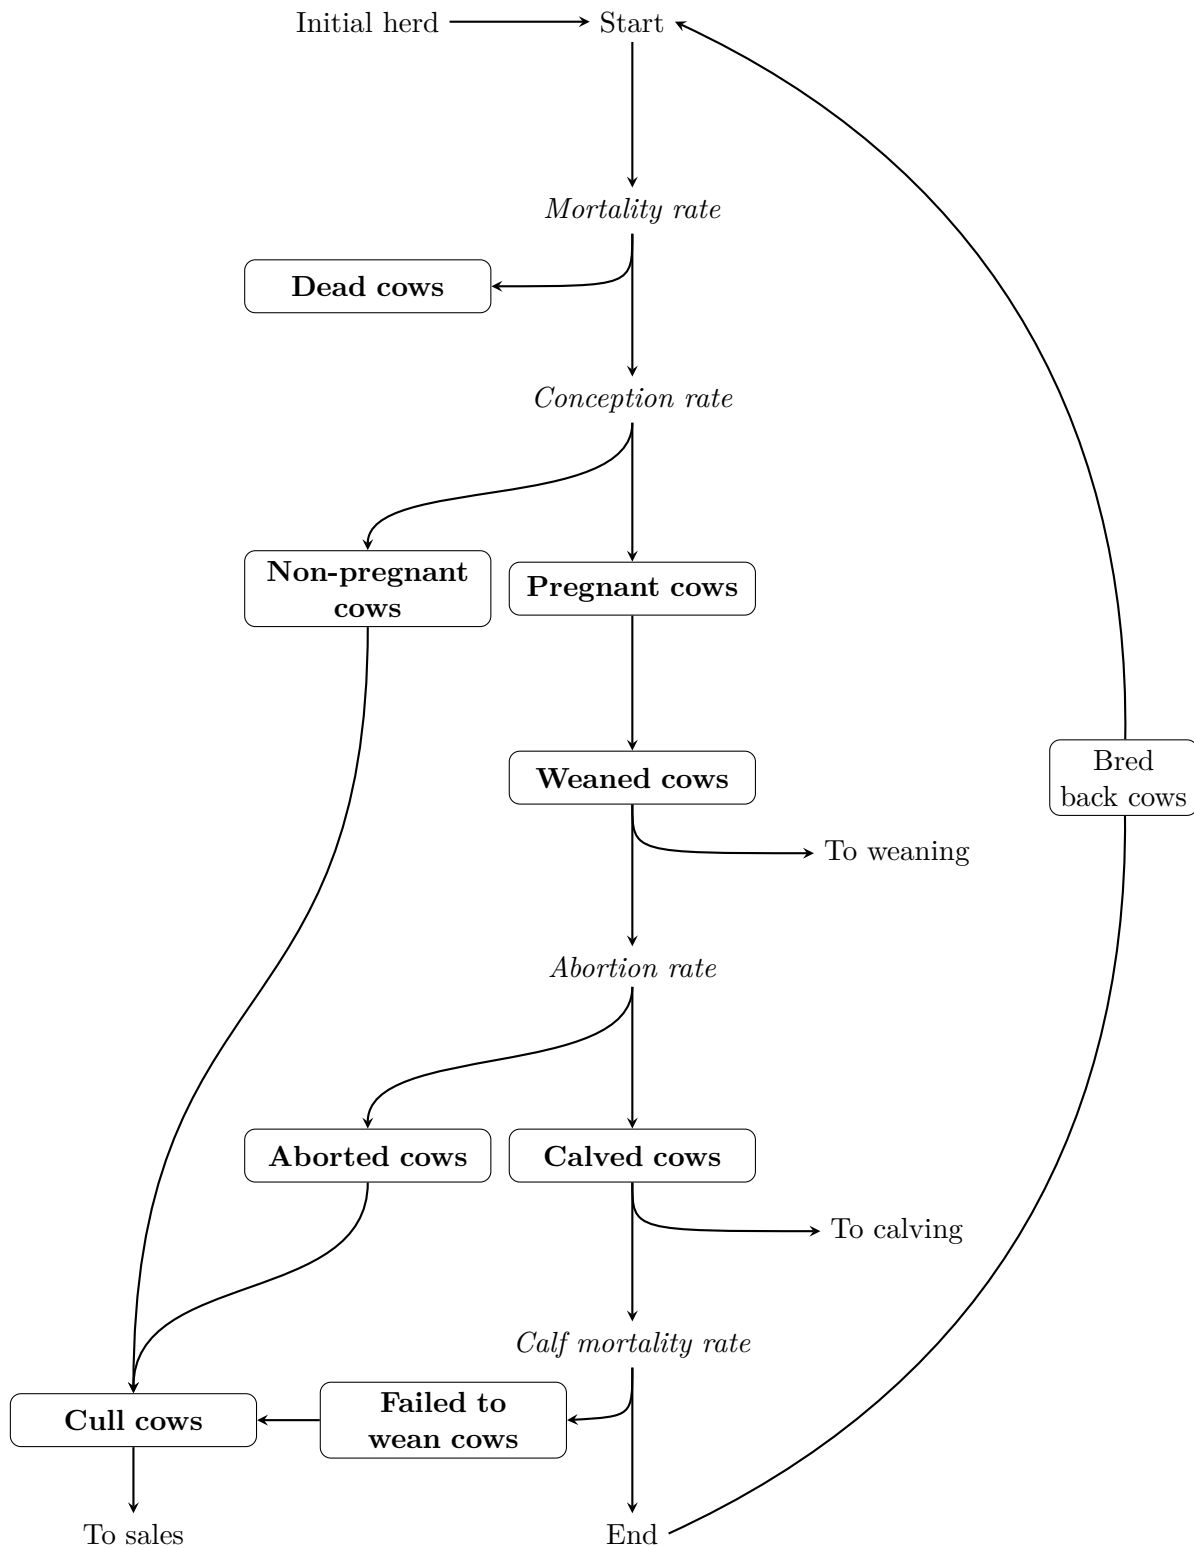 Initial herd
Start
Mortality rate
Dead cows
Conception rate
Non-pregnant
cows
Pregnant cows
Weaned cows
Bred
back cows
To weaning
Abortion rate
Aborted cows
Calved cows
To calving
Calf mortality rate
Cull cows
Failed to
wean cows
To sales
End